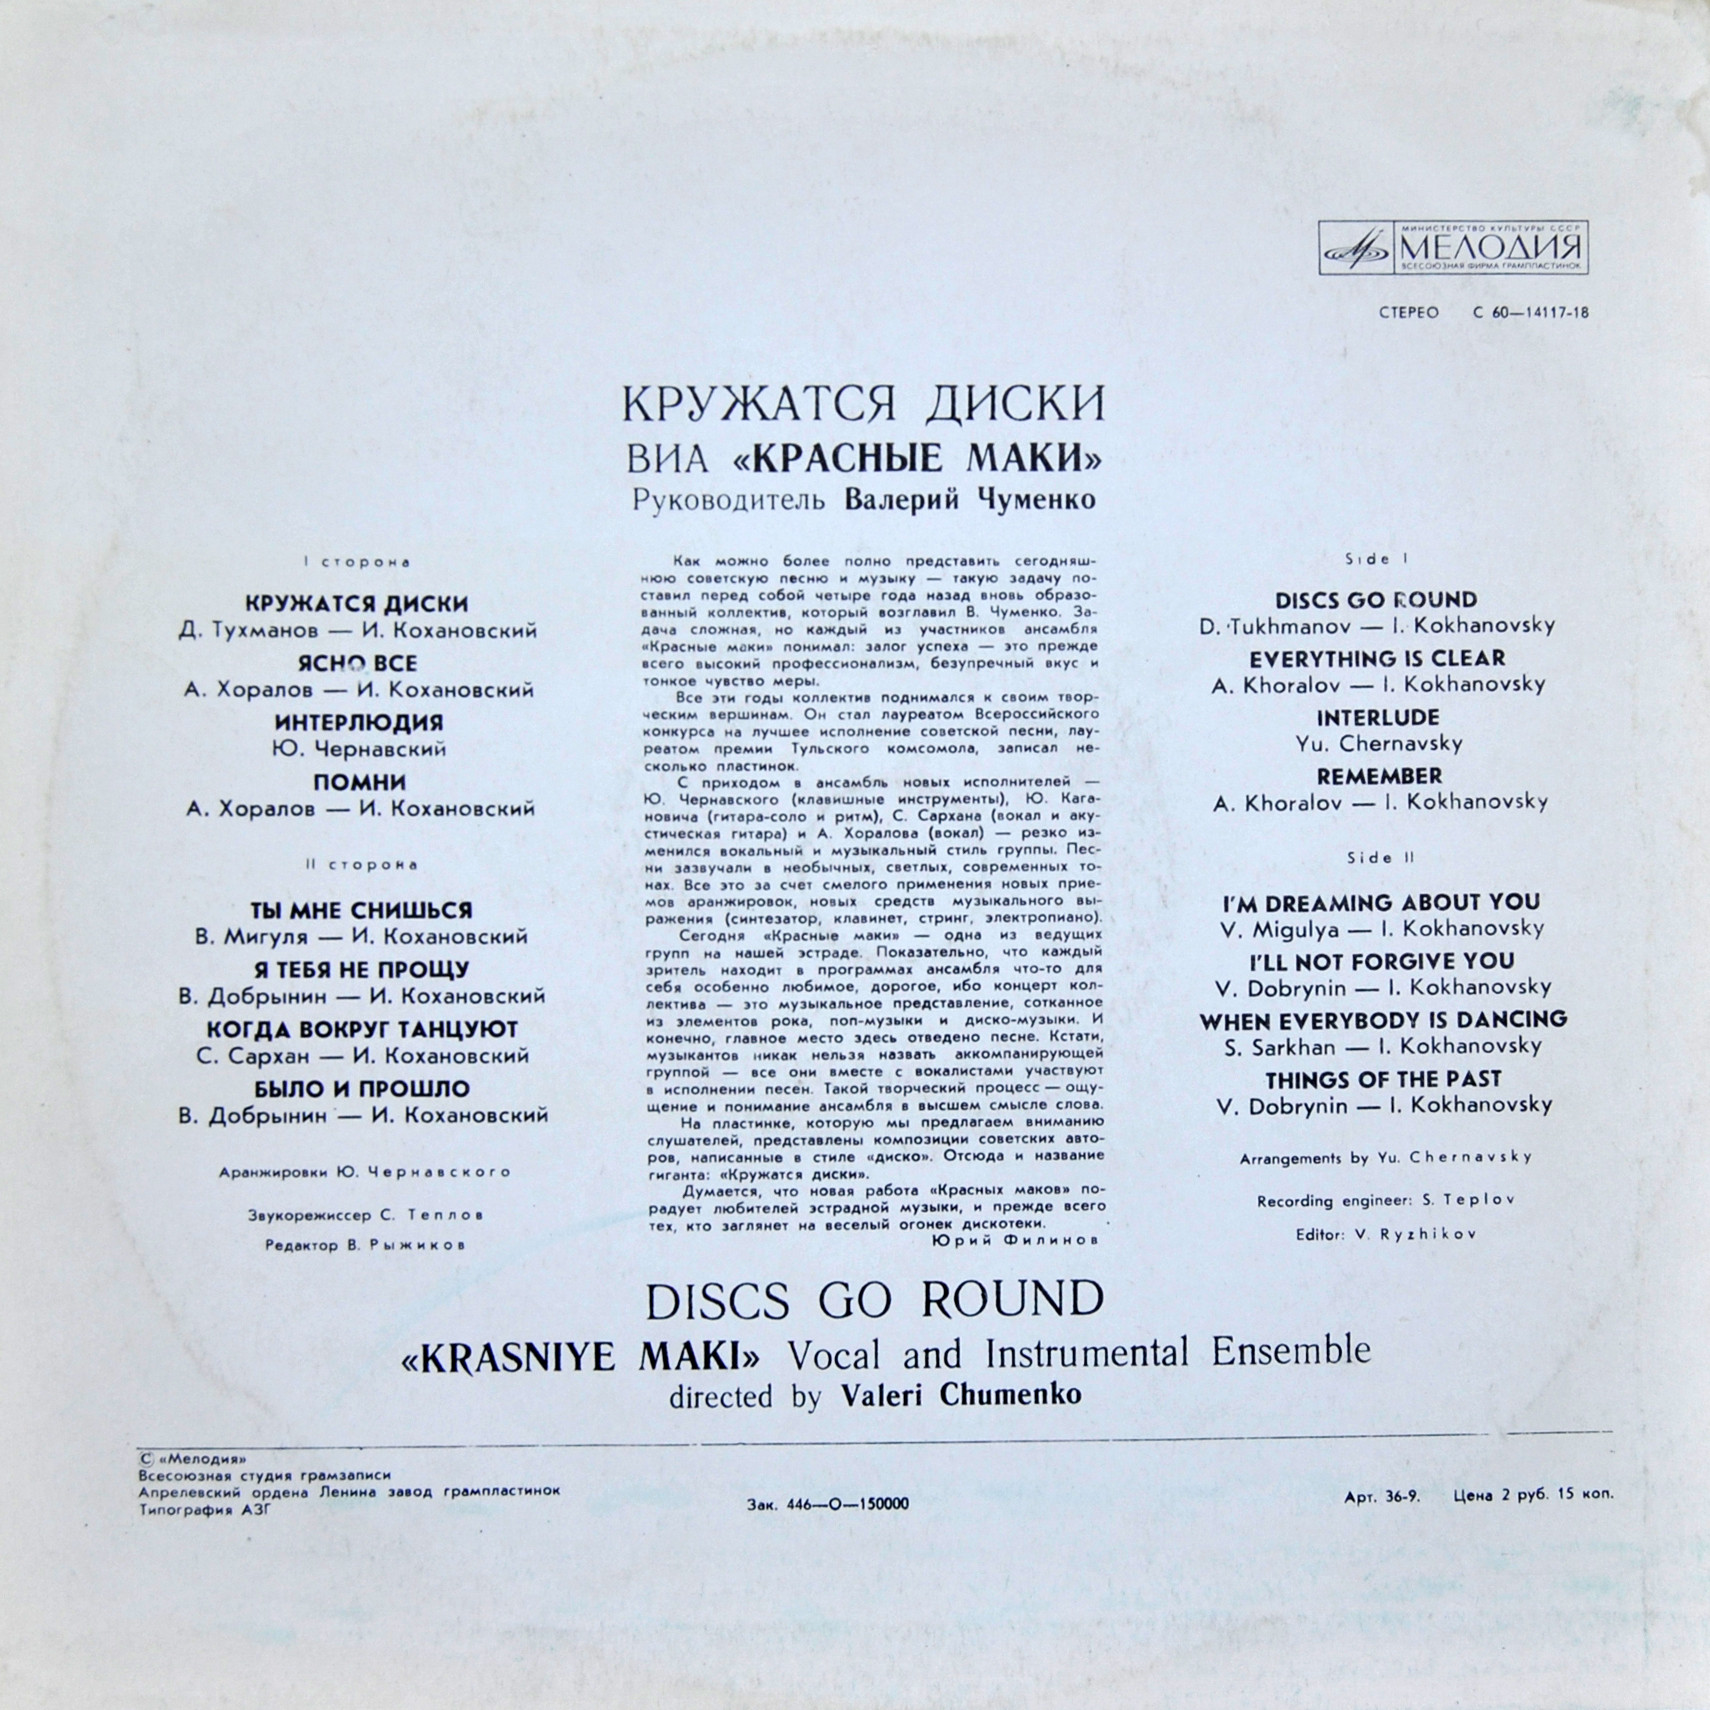 МИНИСТЕРСТВО КУЛЬТУРЫ СССР
МЕЛОДИЯ
ВСЕСОЮЗНАЯ ФИРМА ГРАМПЛАСТИНОК
СТЕРЕО С 60—14117-18
КРУЖАТСЯ ДИСКИ
ВИА «КРАСНЫЕ МАКИ»
Руководитель Валерий Чуменко
I сторона
КРУЖАТСЯ ДИСКИ
Д. Тухманов — И. Кохановский
ЯСНО ВСЕ
А. Хоралов — И. Кохановский
ИНТЕРЛЮДИЯ
Ю. Чернавский
ПОМНИ
А. Хоралов — И. Кохановский
II сторона
ТЫ МНЕ СНИШЬСЯ
В. Мигуля — И. Кохановский
Я ТЕБЯ НЕ ПРОЩУ
В. Добрынин — И. Кохановский
КОГДА ВОКРУГ ТАНЦУЮТ
С. Сархан — И. Кохановский
БЫЛО И ПРОШЛО
В. Добрынин — И. Кохановский
Аранжировки Ю. Чернавского
Звукорежиссер С. Теплов
Редактор В. Рыжиков
Как можно более полно представить сегодняш-
нюю советскую песню и музыку — такую задачу по-
ставил перед собой четыре года назад вновь образо-
ванный коллектив, который возглавил В. Чуменко. За-
дача сложная, но каждый из участников ансамбля
«Красные маки» понимал: залог успеха — это прежде
всего высокий профессионализм, безупречный вкус и
тонкое чувство меры.
Все эти годы коллектив поднимался к своим твор-
ческим вершинам. Он стал лауреатом Всероссийского
конкурса на лучшее исполнение советской песни, лау-
реатом премии Тульского комсомола, записал не-
сколько пластинок.
С приходом в ансамбль новых исполнителей —
Ю. Чернавского (клавишные инструменты), Ю. Кага-
новича (гитара-соло и ритм), С. Сархана (вокал и аку-
стическая гитара) и А. Хоралова (вокал) — резко из-
менился вокальный и музыкальный стиль группы. Пес-
ни зазвучали в необычных, светлых, современных то-
нах. Все это за счет смелого применения новых прие-
мов аранжировок, новых средств музыкального вы-
ражения (синтезатор, клавинет, стринг, электропиано).
Сегодня «Красные маки» — одна из ведущих
групп на нашей эстраде. Показательно, что каждый
зритель находит в программах ансамбля что-то для
себя особенно любимое, дорогое, ибо концерт кол-
лектива — это музыкальное представление, сотканное
из элементов рока, поп-музыки и диско-музыки. И
конечно, главное место здесь отведено песне. Кстати,
музыкантов никак нельзя назвать аккомпанирующей
группой — все они вместе с вокалистами участвуют
в исполнении песен. Такой творческий процесс — ощу-
щение и понимание ансамбля в высшем смысле слова.
На пластинке, которую мы предлагаем вниманию
слушателей, представлены композиции советских авто-
ров, написанные в стиле «диско». Отсюда и название
гиганта: «Кружатся диски».
Думается, что новая работа «Красных маков» по-
радует любителей эстрадной музыки, и прежде всего
тех, кто заглянет на веселый огонек дискотеки.
Юрий Филинов
Side I
DISCS GO ROUND
D. Tukhmanov — I. Kokhanovsky
EVERYTHING IS CLEAR
A. Khoralov — I. Kokhanovsky
INTERLUDE
Yu. Chernavsky
REMEMBER
A. Khoralov — I. Kokhanovsky
Side II
I'M DREAMING ABOUT YOU
V. Migulya — I. Kokhanovsky
I'LL NOT FORGIVE YOU
V. Dobrynin — I. Kokhanovsky
WHEN EVERYBODY IS DANCING
S. Sarkhan — I. Kokhanovsky
THINGS OF THE PAST
V. Dobrynin — I. Kokhanovsky
Arrangements by Yu. Chernavsky
Recording engineer: S. Teplov
Editor: V. Ryzhikov
DISCS GO ROUND
«KRASNIYE MAKI» Vocal and Instrumental Ensemble
directed by Valeri Chumenko
© «Мелодия»
Всесоюзная студия грамзаписи
Апрелевский ордена Ленина завод грампластинок
Типография АЗГ
Зак. 446—О—150000
Арт. 36-9. Цена 2 руб. 15 коп.